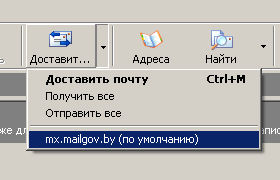 Доставит... Адреса Найти
Доставить почту Ctrl+M
Получить все
Отправить все
mx.mailgov.by (по умолчанию)